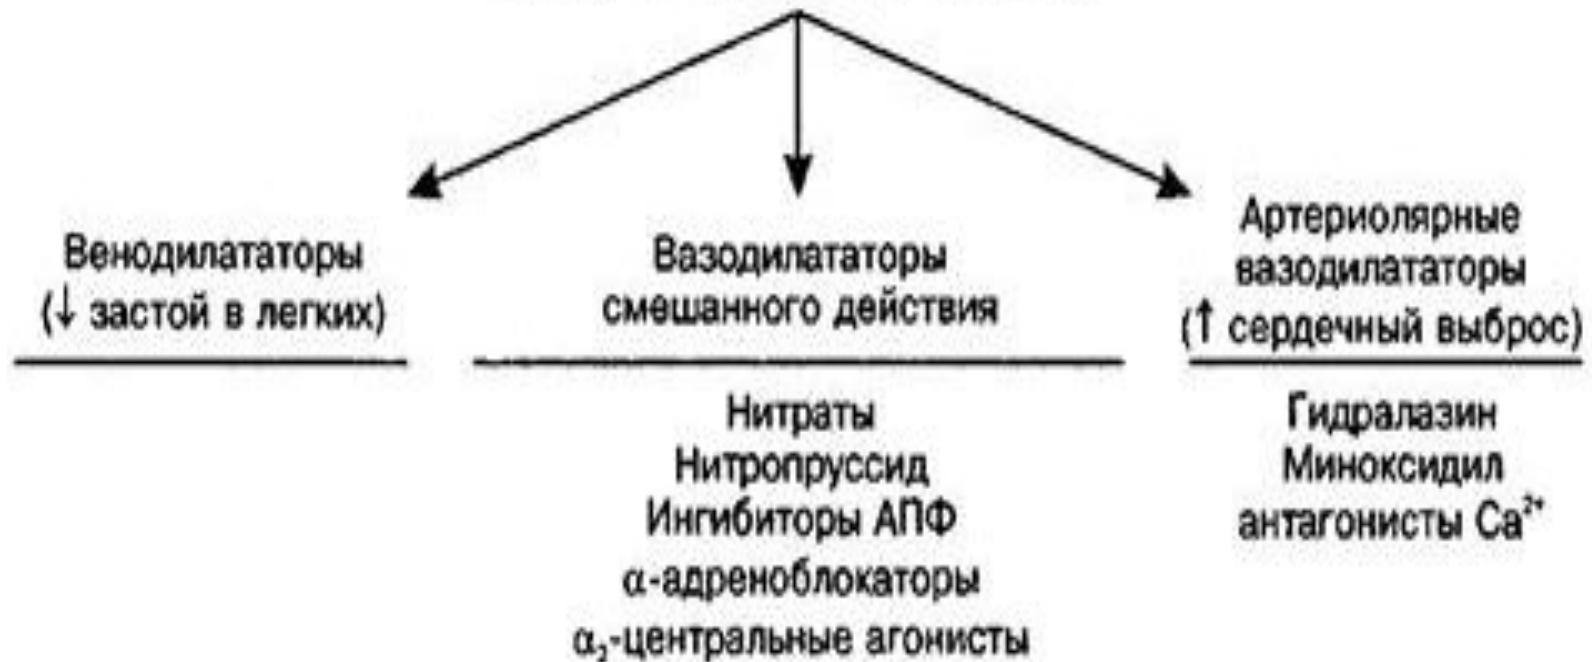 Венодилататоры
(↓ застой в легких)
Вазодилататоры
смешанного действия
Нитраты
Нитропруссид
Ингибиторы АПФ
α-адреноблокаторы
α₂-центральные агонисты
Артериолярные
вазодилататоры
(↑ сердечный выброс)
Гидралазин
Миноксидил
антагонисты Ca²⁺